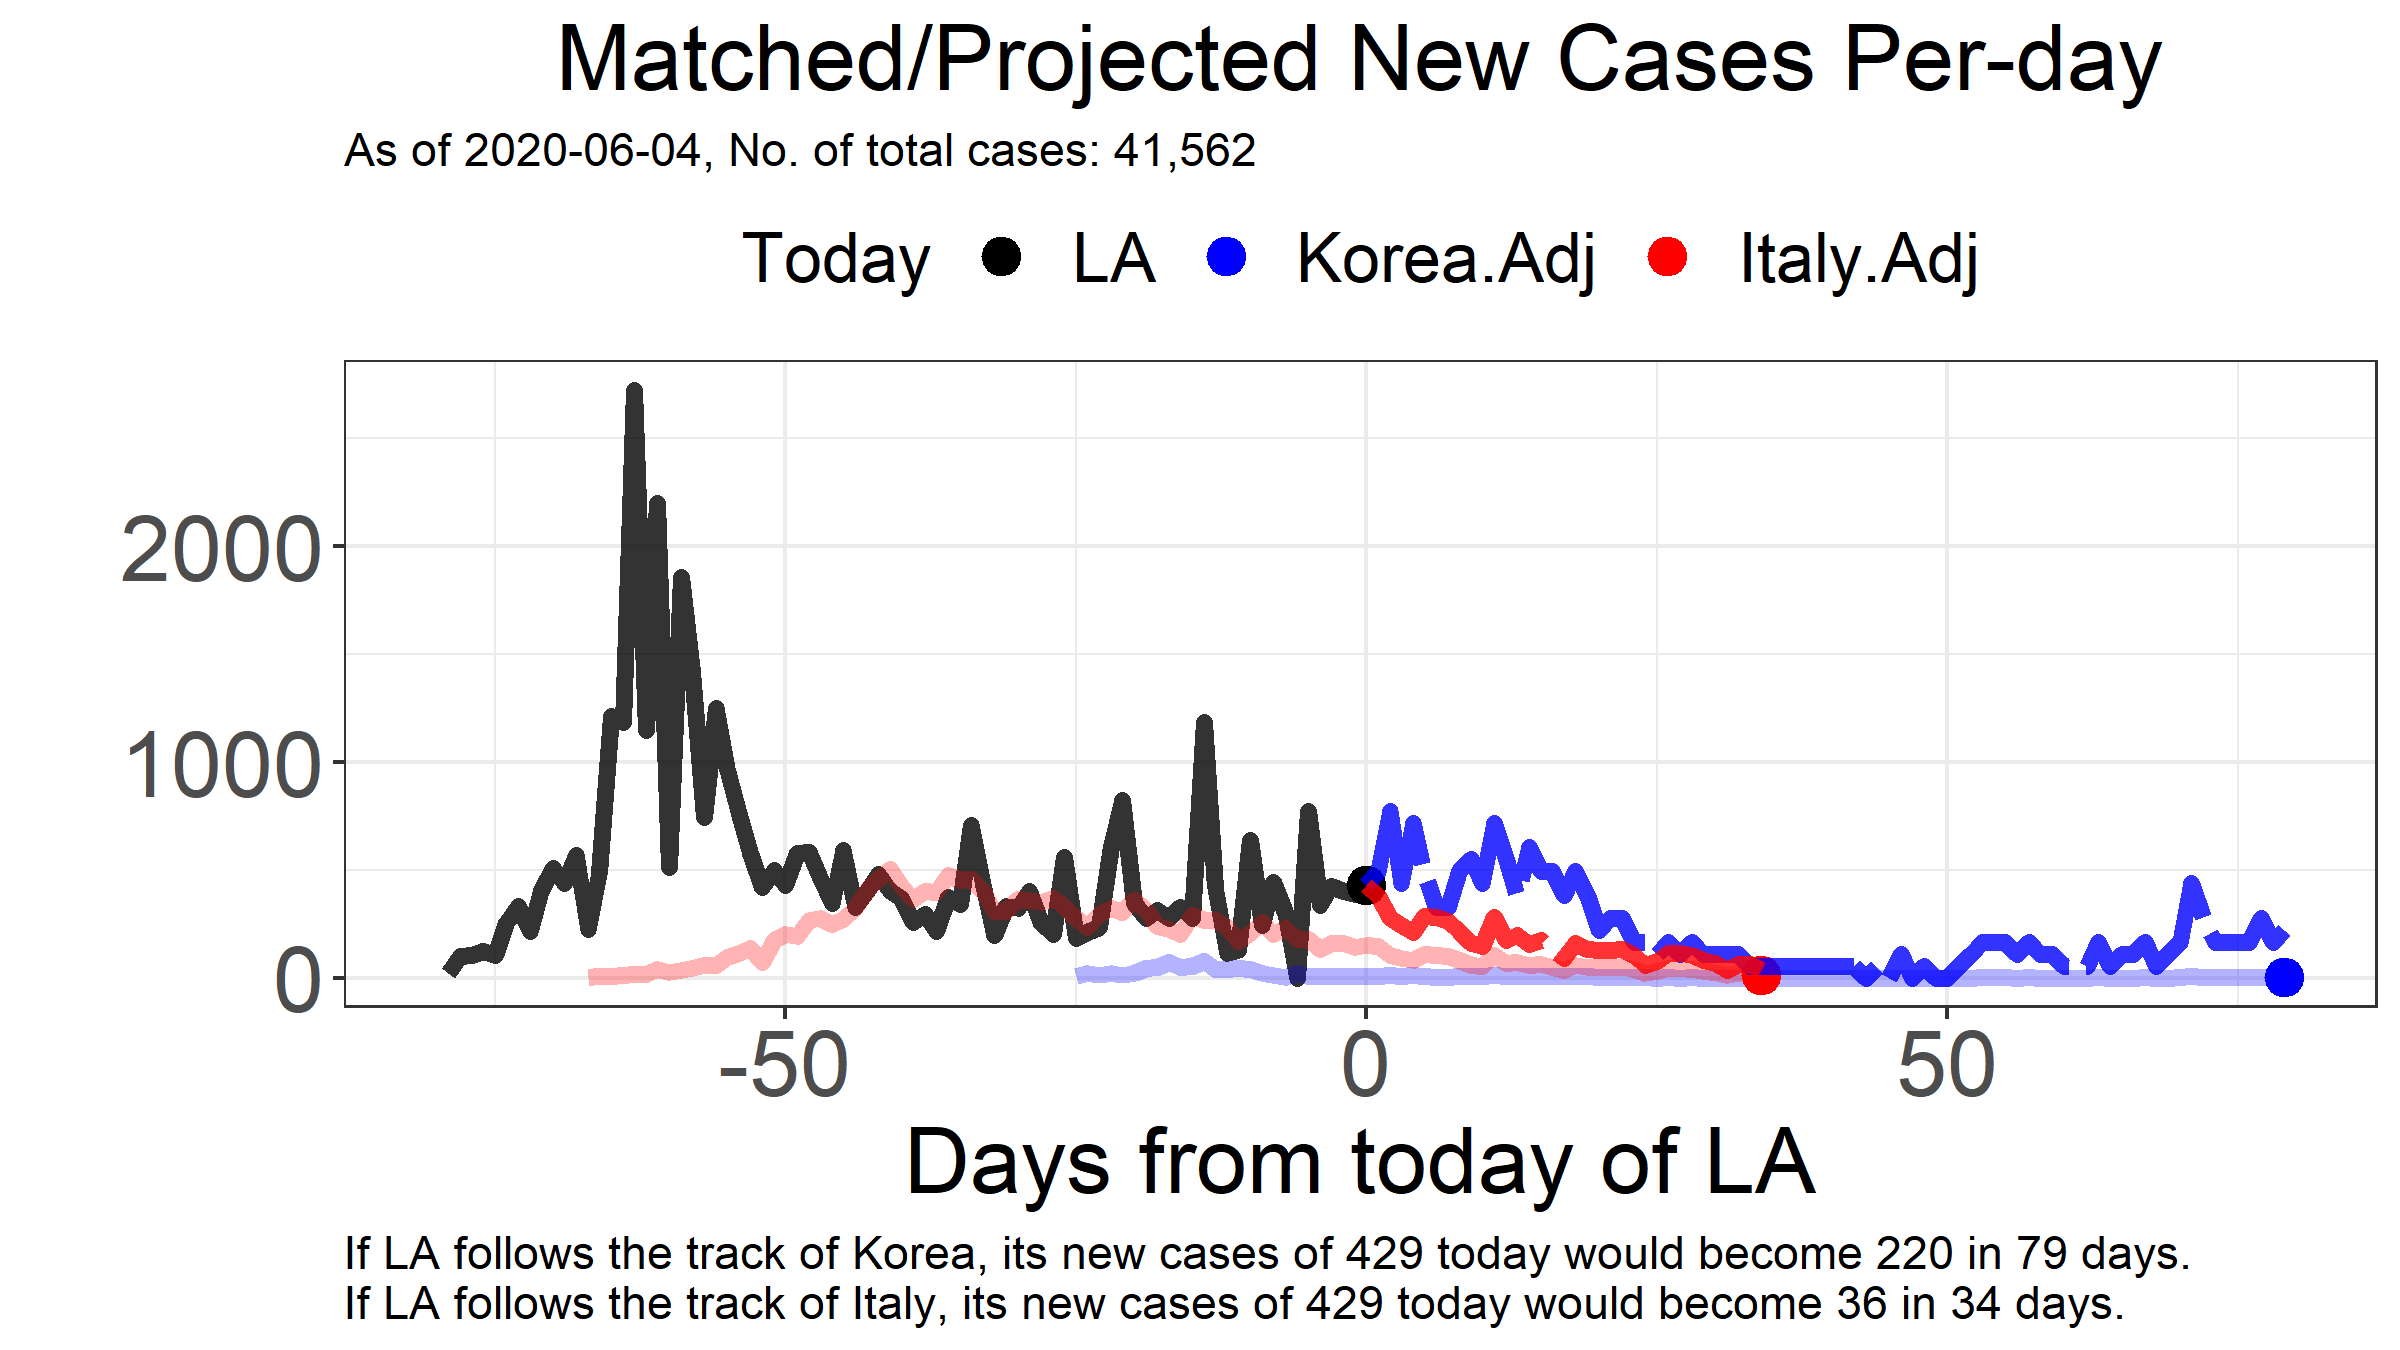 Matched/Projected New Cases Per-day
As of 2020-06-04, No. of total cases: 41,562
Today LA Korea.Adj Italy.Adj
2000
1000
0
-50 0 50
Days from today of LA
If LA follows the track of Korea, its new cases of 429 today would become 220 in 79 days.
If LA follows the track of Italy, its new cases of 429 today would become 36 in 34 days.